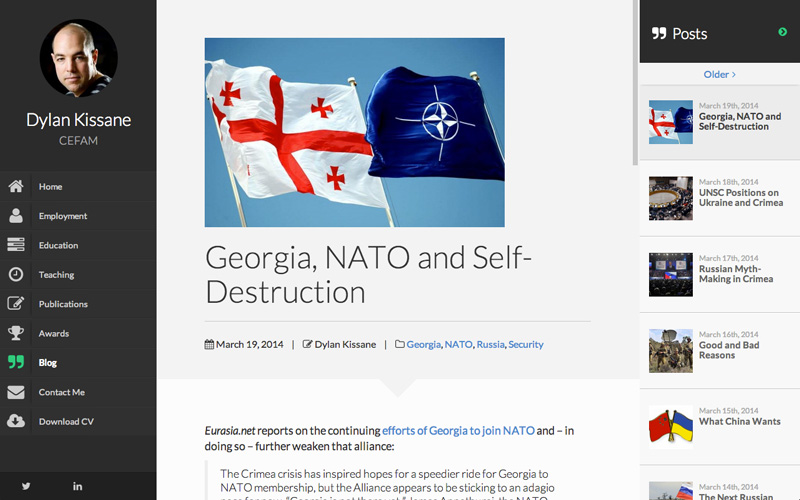 Dylan Kissane
CEFAM
Home
Employment
Education
Teaching
Publications
Awards
Blog
Contact Me
Download CV
Georgia, NATO and Self-
Destruction
March 19, 2014 | Dylan Kissane | Georgia, NATO, Russia, Security
Eurasia.net reports on the continuing efforts of Georgia to join NATO and – in
doing so – further weaken that alliance:
The Crimea crisis has inspired hopes for a speedier ride for Georgia to
NATO membership, but the Alliance appears to be sticking to an adagio
Posts
Older
March 19th, 2014
Georgia, NATO and
Self-Destruction
March 18th, 2014
UNSC Positions on
Ukraine and Crimea
March 17th, 2014
Russian Myth-
Making in Crimea
March 16th, 2014
Good and Bad
Reasons
March 15th, 2014
What China Wants
March 14th, 2014
The Next Russian